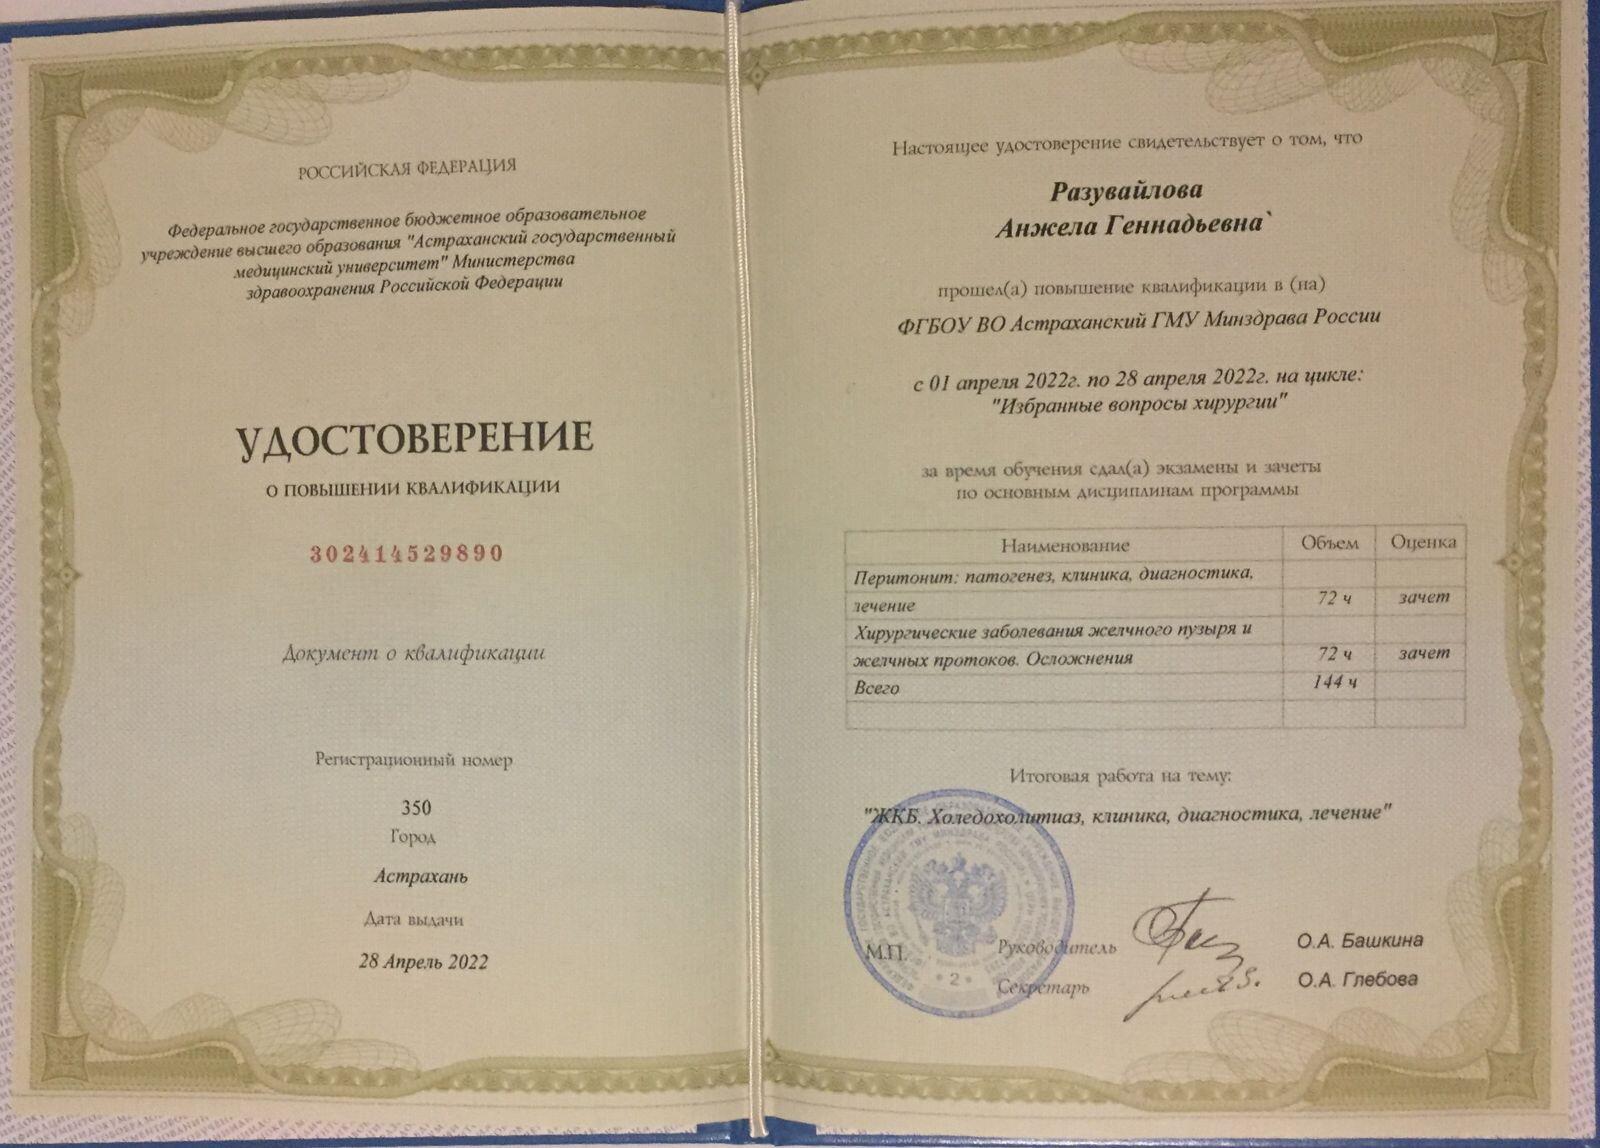 РОССИЙСКАЯ ФЕДЕРАЦИЯ
Федеральное государственное бюджетное образовательное
учреждение высшего образования "Астраханский государственный
медицинский университет" Министерства
здравоохранения Российской Федерации
УДОСТОВЕРЕНИЕ
О ПОВЫШЕНИИ КВАЛИФИКАЦИИ
302414529890
Документ о квалификации
Регистрационный номер
350
Город
Астрахань
Дата выдачи
28 Апрель 2022
Настоящее удостоверение свидетельствует о том, что
Разувайлова
Анжела Геннадьевна`
прошел(а) повышение квалификации в (на)
ФГБОУ ВО Астраханский ГМУ Минздрава России
с 01 апреля 2022г. по 28 апреля 2022г. на цикле:
"Избранные вопросы хирургии"
за время обучения сдал(а) экзамены и зачеты
по основным дисциплинам программы
Наименование Объем Оценка
Перитонит: патогенез, клиника, диагностика,
лечение 72 ч зачет
Хирургические заболевания желчного пузыря и
желчных протоков. Осложнения 72 ч зачет
Всего 144 ч
Итоговая работа на тему:
"ЖКБ. Холедохолитиаз, клиника, диагностика, лечение"
М.П. Руководитель О.А. Башкина
Секретарь О.А. Глебова
2